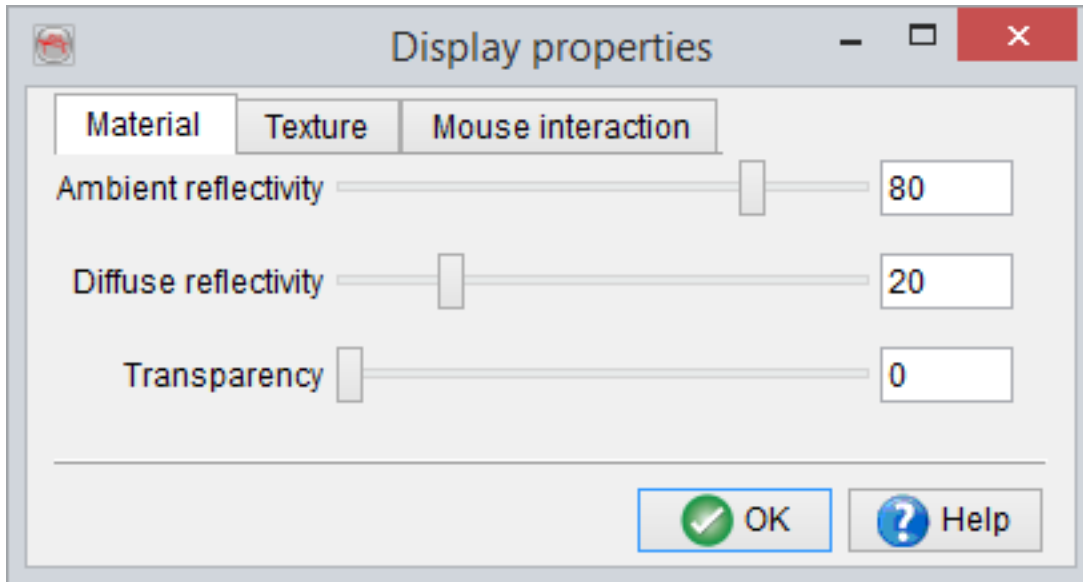 Display properties
Material Texture Mouse interaction
Ambient reflectivity 80
Diffuse reflectivity 20
Transparency 0
OK Help